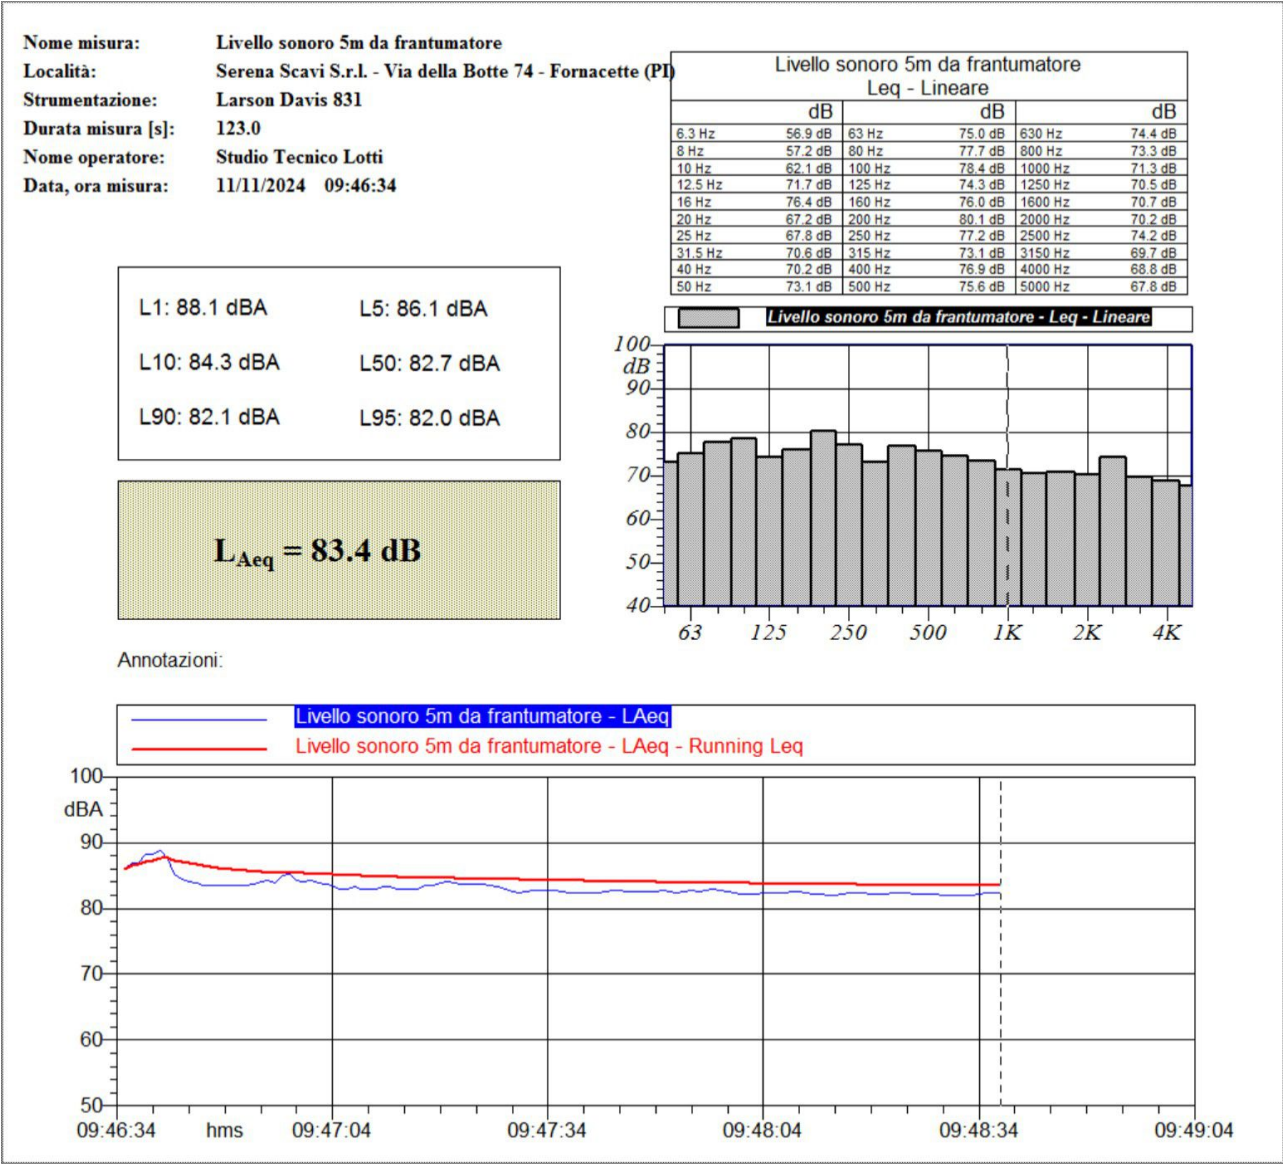 Nome misura: Livello sonoro 5m da frantumatore
Località: Serena Scavi S.r.l. - Via della Botte 74 - Fornacette (PI)
Strumentazione: Larson Davis 831
Durata misura [s]: 123.0
Nome operatore: Studio Tecnico Lotti
Data, ora misura: 11/11/2024 09:46:34
Livello sonoro 5m da frantumatore
Leq - Lineare
dB dB dB
6.3 Hz 56.9 dB 63 Hz 75.0 dB 630 Hz 74.4 dB
8 Hz 57.2 dB 80 Hz 77.7 dB 800 Hz 73.3 dB
10 Hz 62.1 dB 100 Hz 78.4 dB 1000 Hz 71.3 dB
12.5 Hz 71.7 dB 125 Hz 74.3 dB 1250 Hz 70.5 dB
16 Hz 76.4 dB 160 Hz 76.0 dB 1600 Hz 70.7 dB
20 Hz 67.2 dB 200 Hz 80.1 dB 2000 Hz 70.2 dB
25 Hz 67.8 dB 250 Hz 77.2 dB 2500 Hz 74.2 dB
31.5 Hz 70.6 dB 315 Hz 73.1 dB 3150 Hz 69.7 dB
40 Hz 70.2 dB 400 Hz 76.9 dB 4000 Hz 68.8 dB
50 Hz 73.1 dB 500 Hz 75.6 dB 5000 Hz 67.8 dB
L1: 88.1 dBA L5: 86.1 dBA
L10: 84.3 dBA L50: 82.7 dBA
L90: 82.1 dBA L95: 82.0 dBA
LAeq = 83.4 dB
Livello sonoro 5m da frantumatore - Leq - Lineare
100
dB
90
80
70
60
50
40
63 125 250 500 1K 2K 4K
Annotazioni:
Livello sonoro 5m da frantumatore - LAeq
Livello sonoro 5m da frantumatore - LAeq - Running Leq
100
dBA
90
80
70
60
50
09:46:34 hms 09:47:04 09:47:34 09:48:04 09:48:34 09:49:04